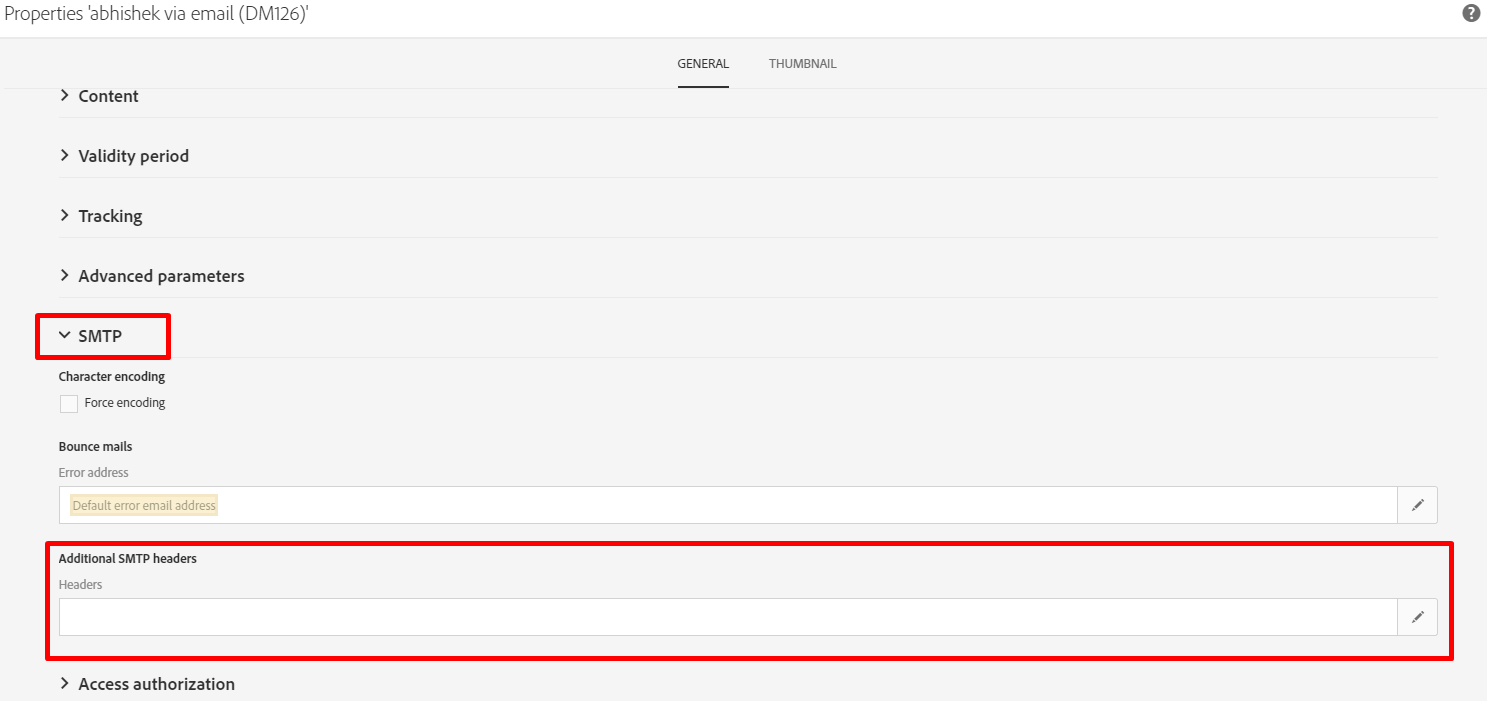 Properties 'abhishek via email (DM126)'
?
GENERAL THUMBNAIL
Content
Validity period
Tracking
Advanced parameters
SMTP
Character encoding
Force encoding
Bounce mails
Error address
Default error email address
Additional SMTP headers
Headers
Access authorization